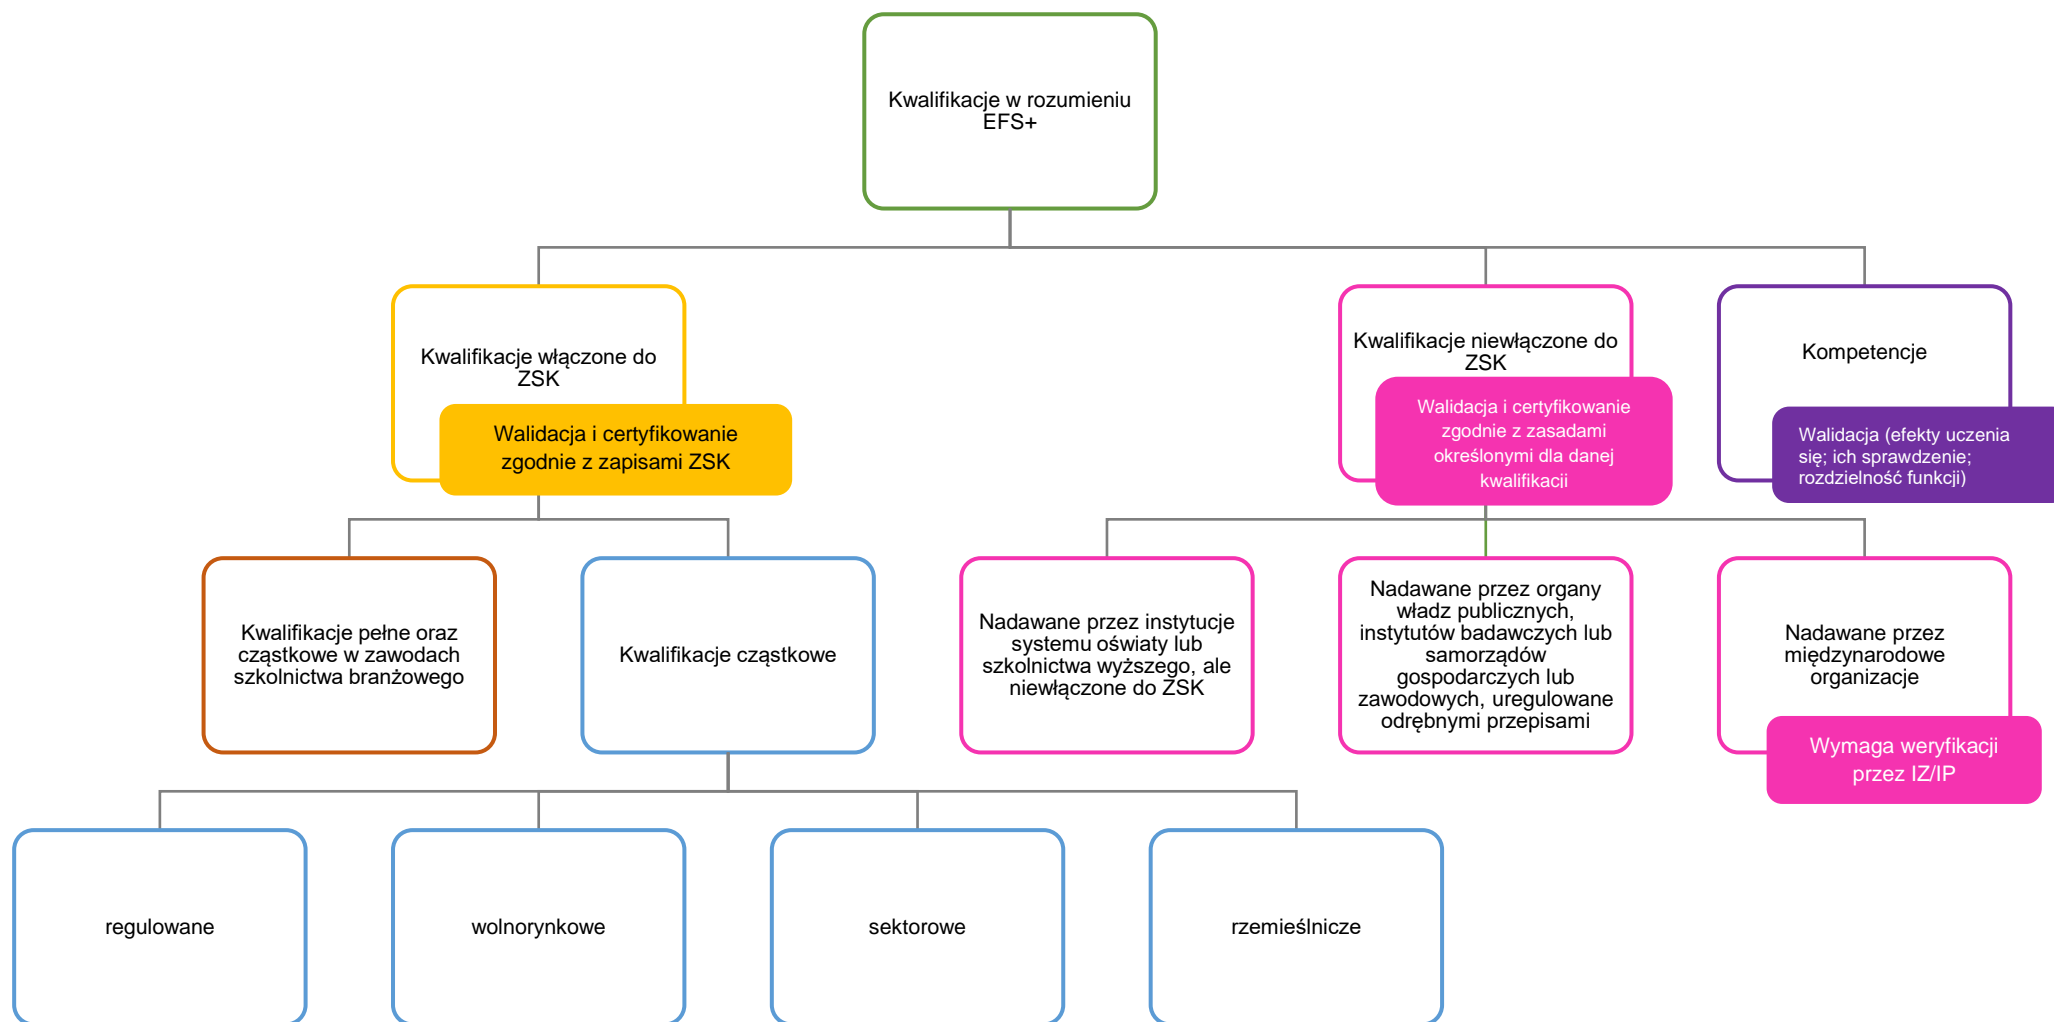 Kwalifikacje w rozumieniu
EFS+
Kwalifikacje włączone do
ZSK
Walidacja i certyfikowanie
zgodnie z zapisami ZSK
Kwalifikacje niewłączone do
ZSK
Walidacja i certyfikowanie
zgodnie z zasadami
określonymi dla danej
kwalifikacji
Kompetencje
Walidacja (efekty uczenia
się; ich sprawdzenie;
rozdzielność funkcji)
Kwalifikacje pełne oraz
cząstkowe w zawodach
szkolnictwa branżowego
Kwalifikacje cząstkowe
Nadawane przez instytucje
systemu oświaty lub
szkolnictwa wyższego, ale
niewłączone do ZSK
Nadawane przez organy
władz publicznych,
instytutów badawczych lub
samorządów
gospodarczych lub
zawodowych, uregulowane
odrębnymi przepisami
Nadawane przez
międzynarodowe
organizacje
Wymaga weryfikacji
przez IZ/IP
regulowane
wolnorynkowe
sektorowe
rzemieślnicze